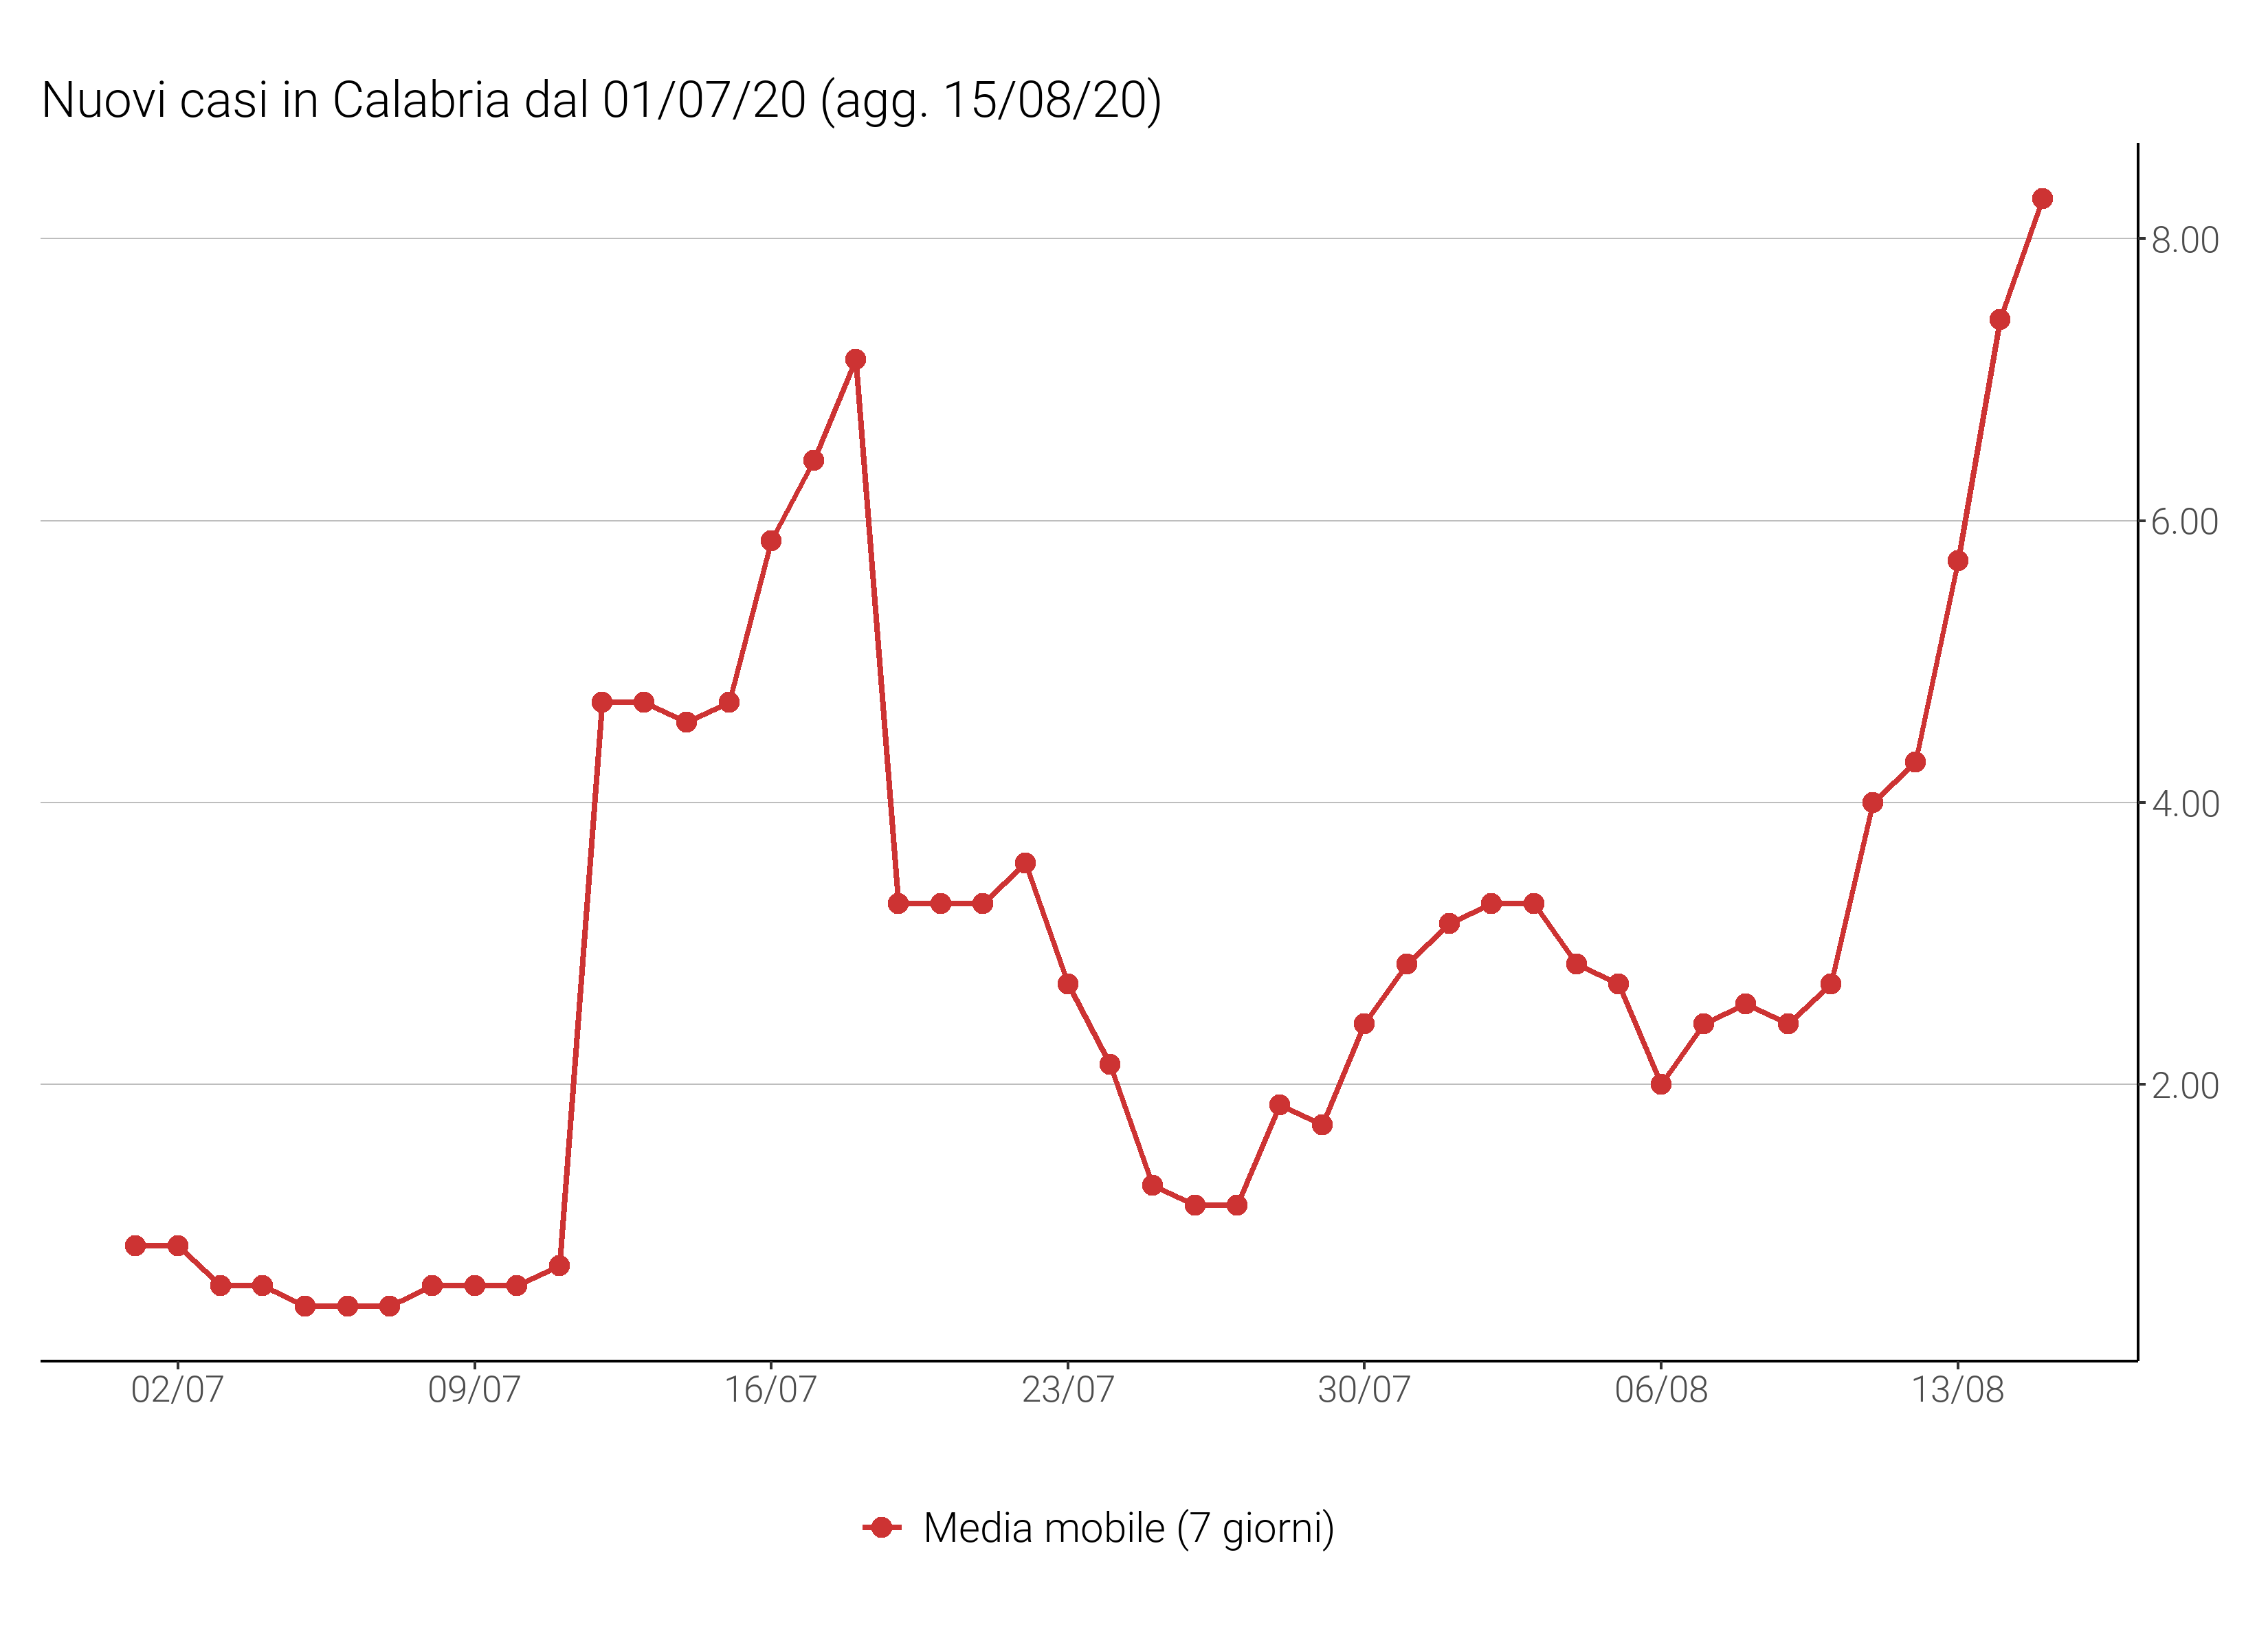 Nuovi casi in Calabria dal 01/07/20 (agg. 15/08/20)
8.00
6.00
4.00
2.00
02/07 09/07 16/07 23/07 30/07 06/08 13/08
Media mobile (7 giorni)